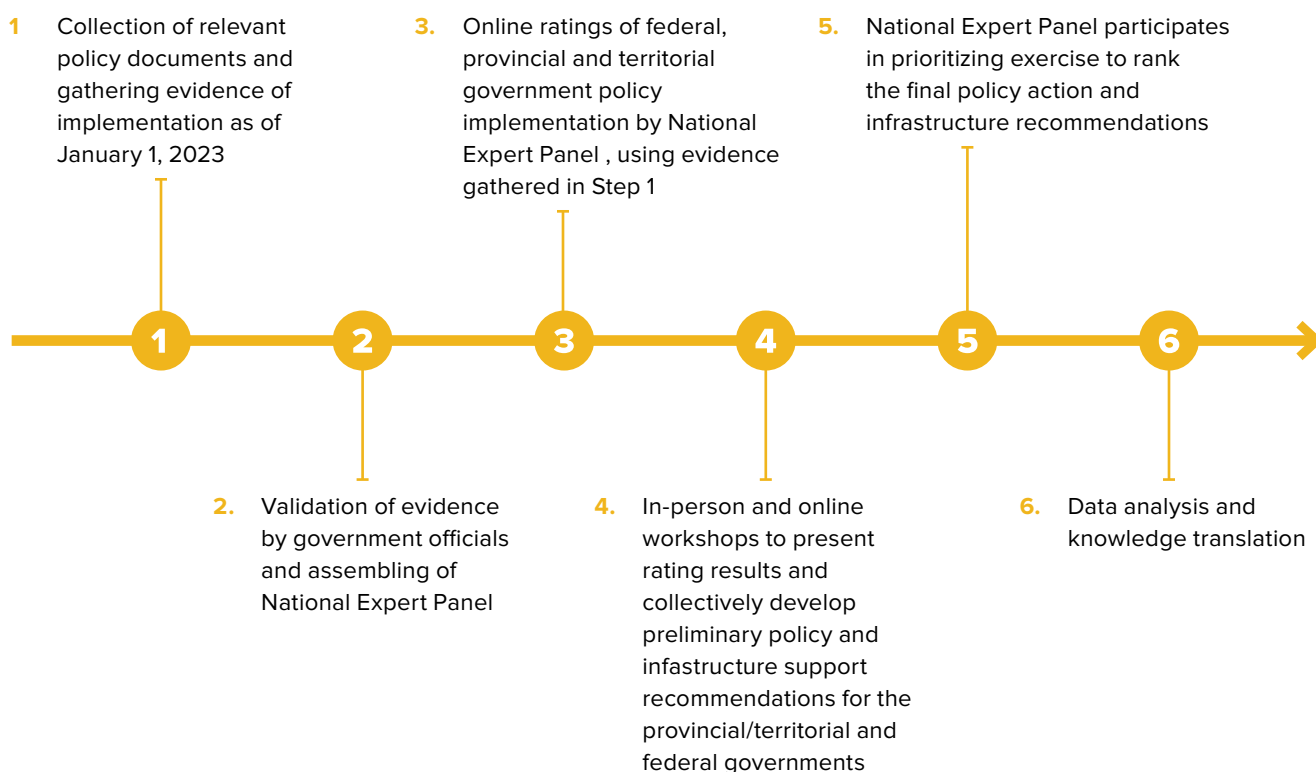 1 Collection of relevant
policy documents and
gathering evidence of
implementation as of
January 1, 2023
3. Online ratings of federal,
provincial and territorial
government policy
implementation by National
Expert Panel , using evidence
gathered in Step 1
5. National Expert Panel participates
in prioritizing exercise to rank
the final policy action and
infrastructure recommendations
1 2 3 4 5 6
2. Validation of evidence
by government officials
and assembling of
National Expert Panel
4. In-person and online
workshops to present
rating results and
collectively develop
preliminary policy and
infastructure support
recommendations for the
provincial/territorial and
federal governments
6. Data analysis and
knowledge translation